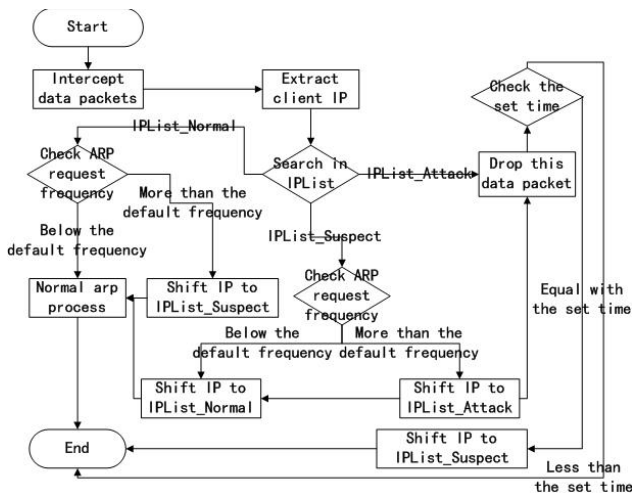 Start
Intercept
data packets
Extract
client IP
Check the
set time
IPList_Normal
Check ARP
request
frequency
Search in
IPList
IPList_Attack
Drop this
data packet
More than the
default frequency
Below the
default frequency
IPList_Suspect
Normal arp
process
Shift IP to
IPList_Suspect
Check ARP
request
frequency
Equal with
the set time
Below the
default frequency
More than the
default frequency
Shift IP to
IPList_Normal
Shift IP to
IPList_Attack
End
Shift IP to
IPList_Suspect
Less than
the set time